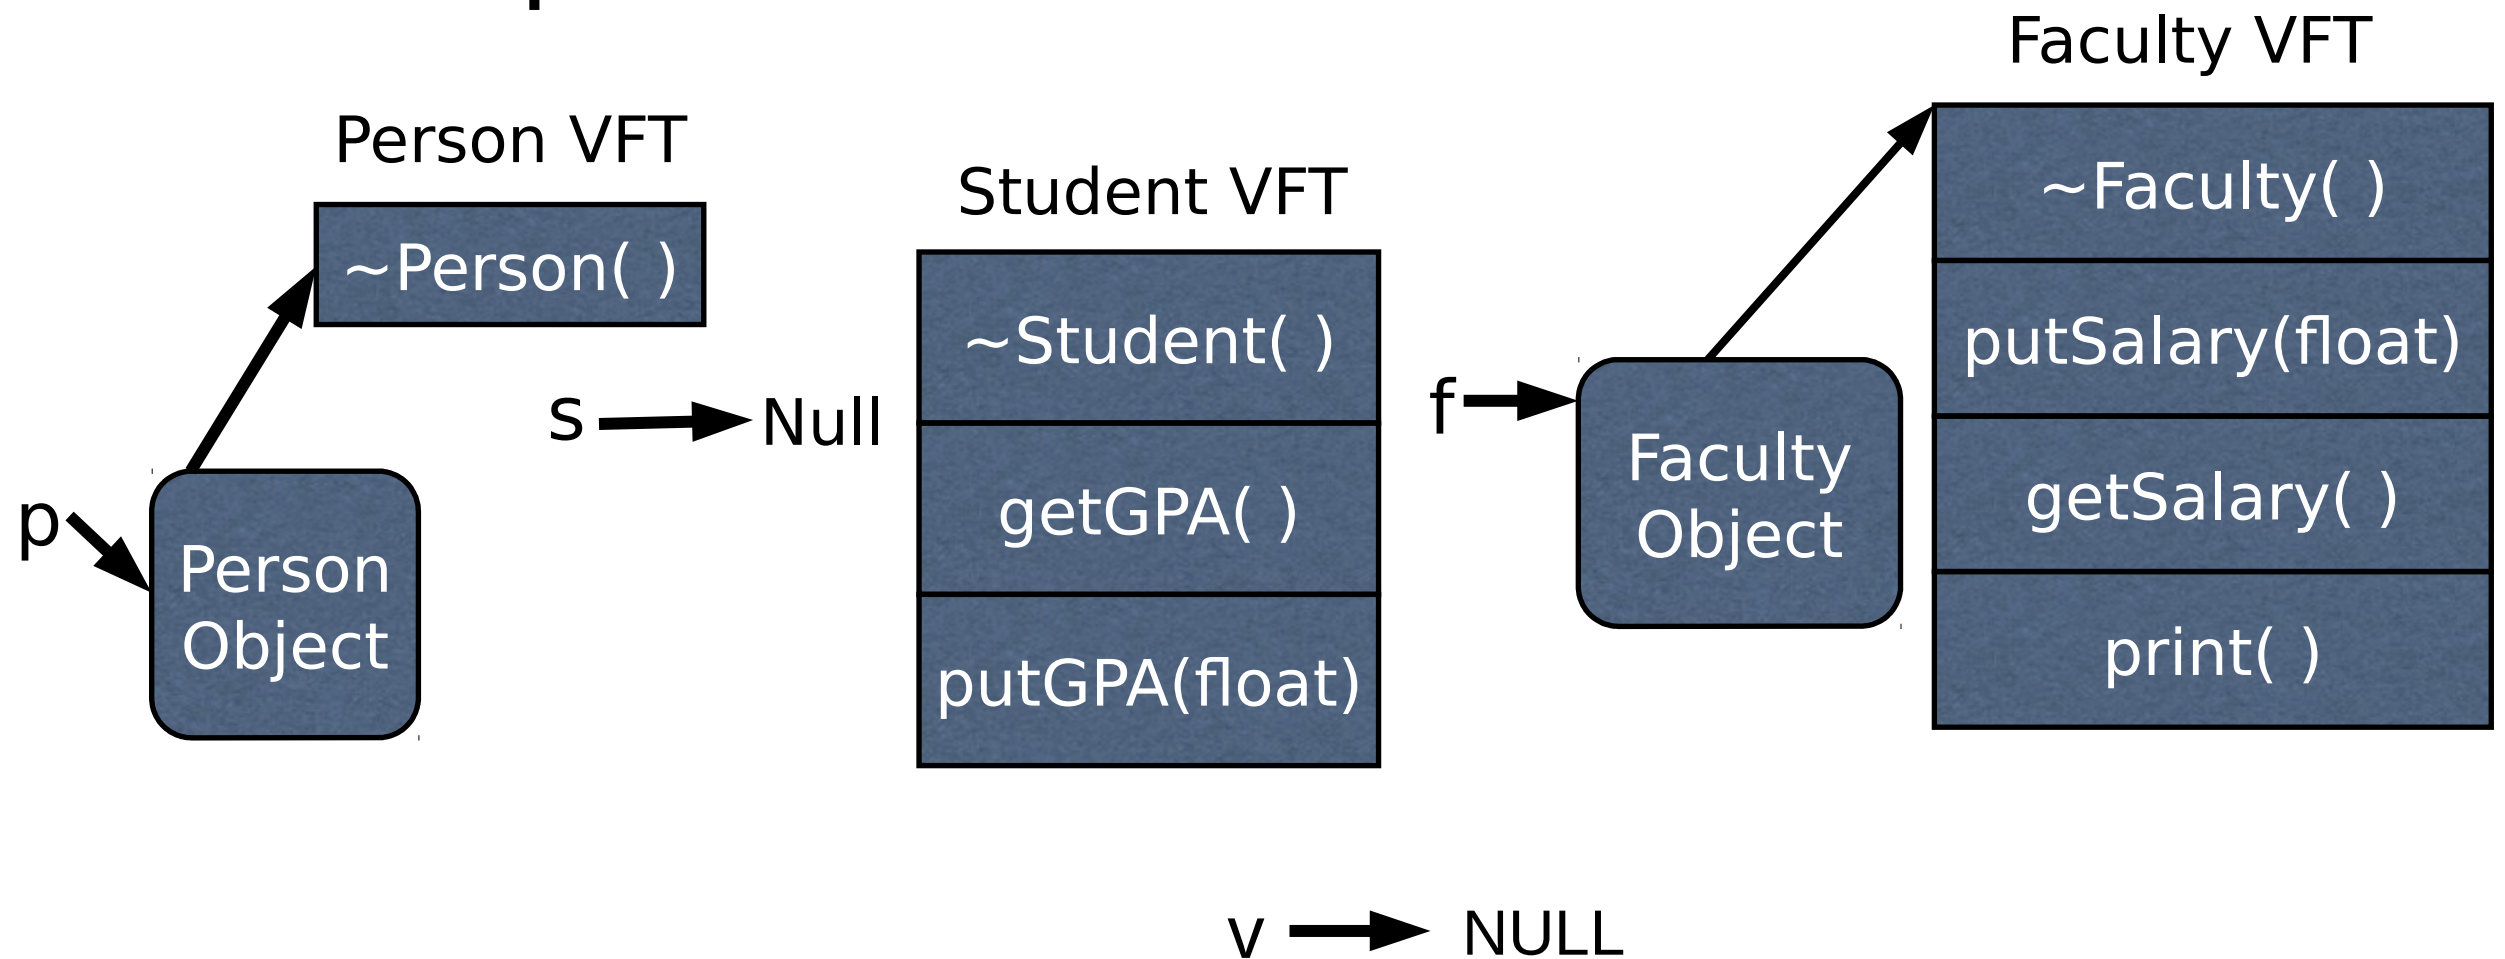 Person VFT
~Person( )
p
Person
Object
s
Null
Student VFT
~Student( )
getGPA( )
putGPA(float)
f
Faculty
Object
Faculty VFT
~Faculty( )
putSalary(float)
getSalary( )
print( )
v
NULL